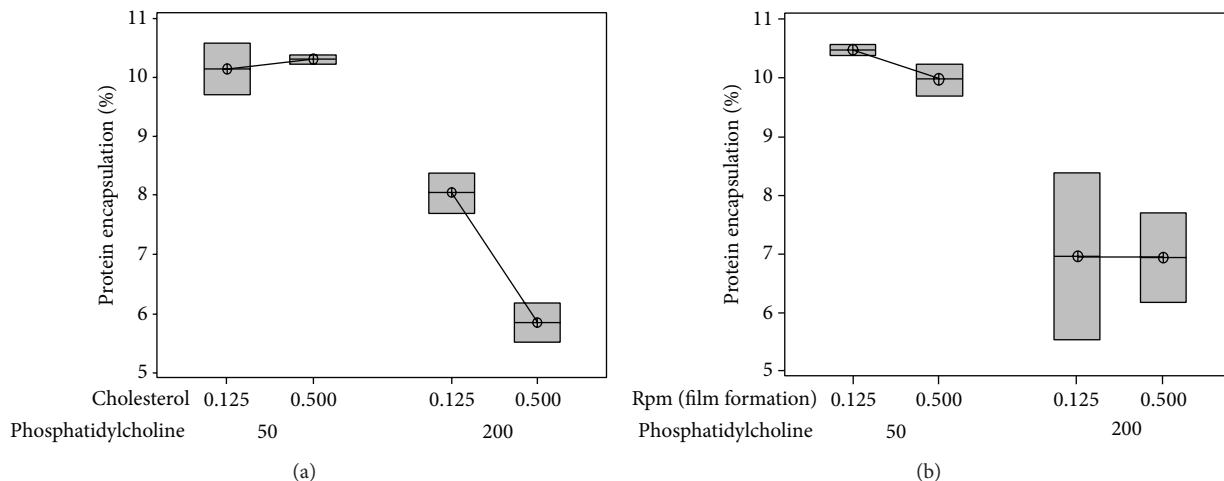 11
10
9
8
7
6
5
Protein encapsulation (%)
Cholesterol 0.125 0.500 0.125 0.500
Phosphatidylcholine 50 200
(a)
11
10
9
8
7
6
5
Protein encapsulation (%)
Rpm (film formation) 0.125 0.500 0.125 0.500
Phosphatidylcholine 50 200
(b)